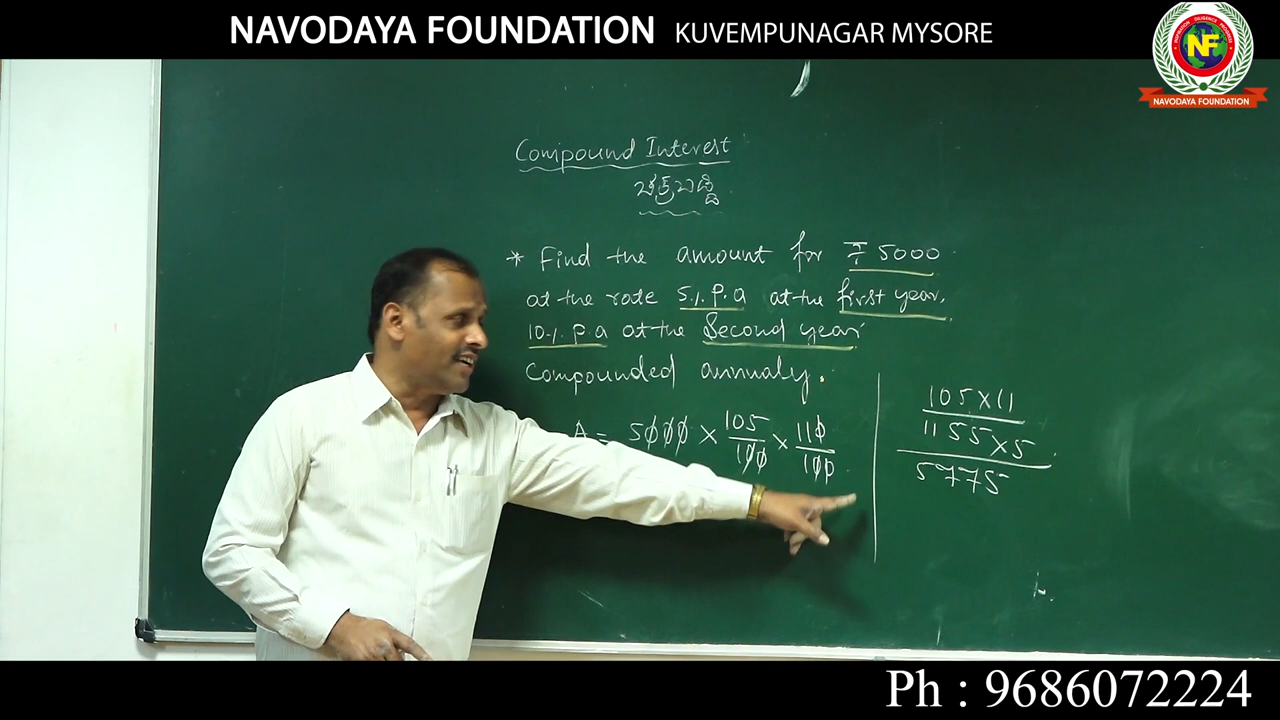 NAVODAYA FOUNDATION KUVEMPUNAGAR MYSORE
NF
NAVODAYA FOUNDATION
Compound Interest
ಚಕ್ರಬಡ್ಡಿ
* Find the amount for ₹ 5000
at the rate 5% P.a at the first year,
10% p.a at the Second year
Compounded annualy.
A = 5000 × 105/100 × 110/100
105×11
1155×5
5775
Ph : 9686072224